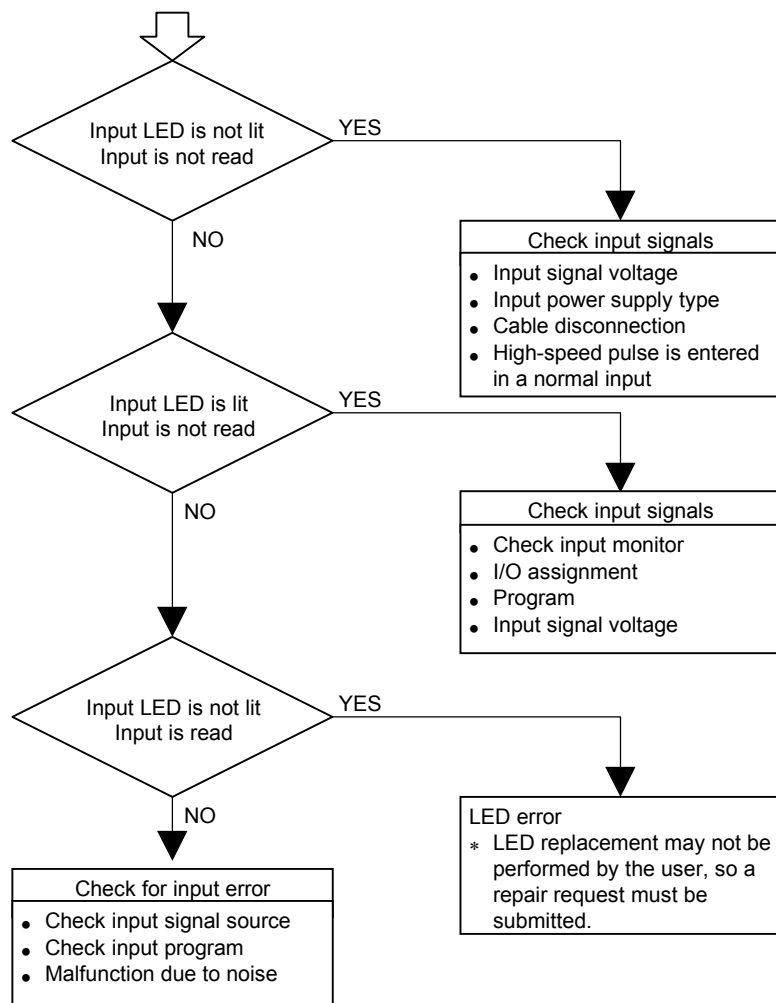 Input LED is not lit
Input is not read
YES
NO
Check input signals
• Input signal voltage
• Input power supply type
• Cable disconnection
• High-speed pulse is entered
in a normal input
Input LED is lit
Input is not read
YES
NO
Check input signals
• Check input monitor
• I/O assignment
• Program
• Input signal voltage
Input LED is not lit
Input is read
YES
NO
LED error
* LED replacement may not be
performed by the user, so a
repair request must be
submitted.
Check for input error
• Check input signal source
• Check input program
• Malfunction due to noise